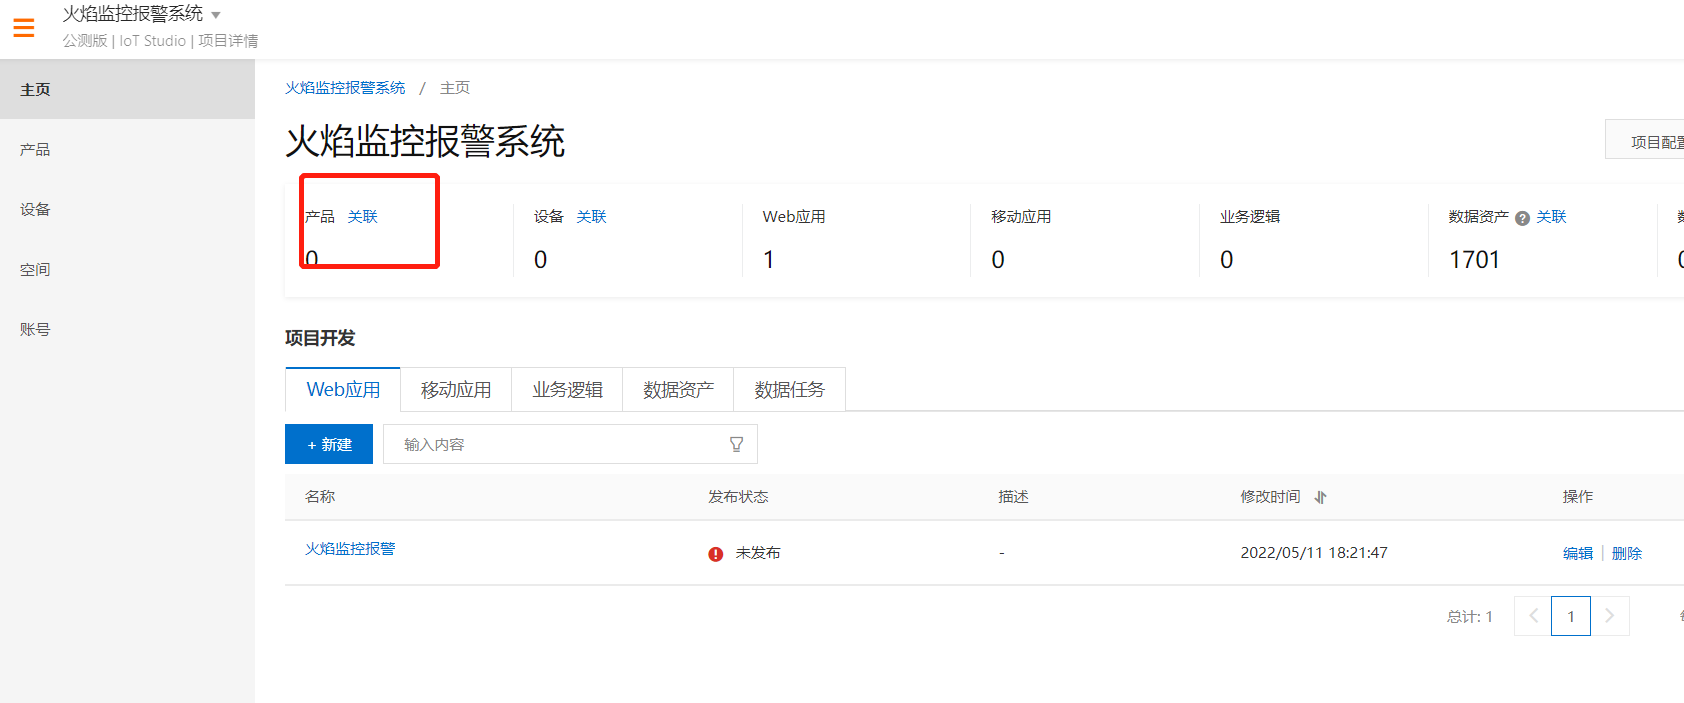 火焰监控报警系统
公测版 | IoT Studio | 项目详情
主页
产品
设备
空间
账号
火焰监控报警系统 / 主页
火焰监控报警系统
项目配置
产品 关联
0
设备 关联
0
Web应用
1
移动应用
0
业务逻辑
0
数据资产 ? 关联
1701
项目开发
Web应用 移动应用 业务逻辑 数据资产 数据任务
+ 新建 输入内容
名称 发布状态 描述 修改时间 操作
火焰监控报警 未发布 - 2022/05/11 18:21:47 编辑 | 删除
总计: 1 1